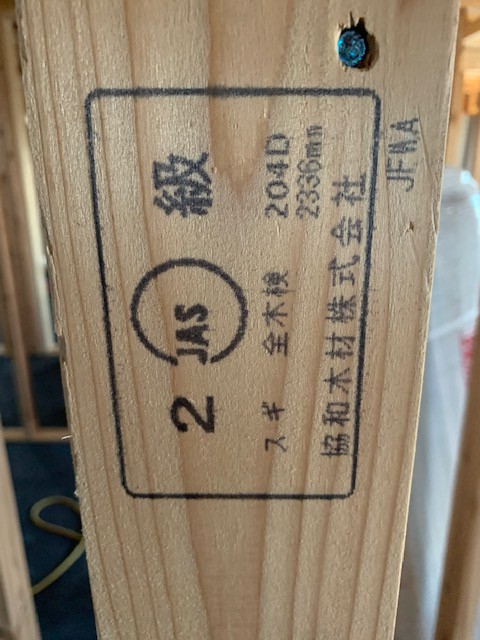 2 JAS 級
スギ 全木検 204D
2336mm
協和木材株式会社
JFWA